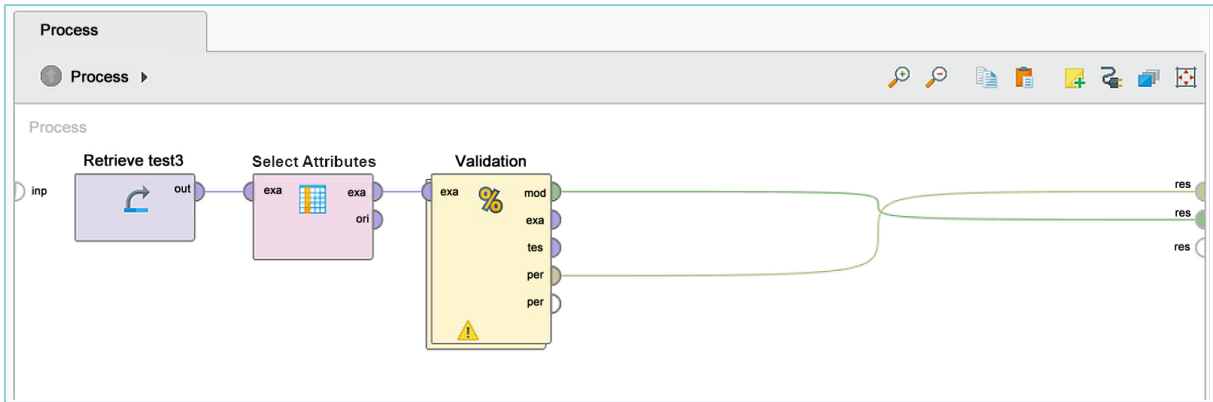 Process
Process
Process
Retrieve test3
Select Attributes
Validation
inp
out
exa
exa
ori
exa
mod
exa
tes
per
per
res
res
res